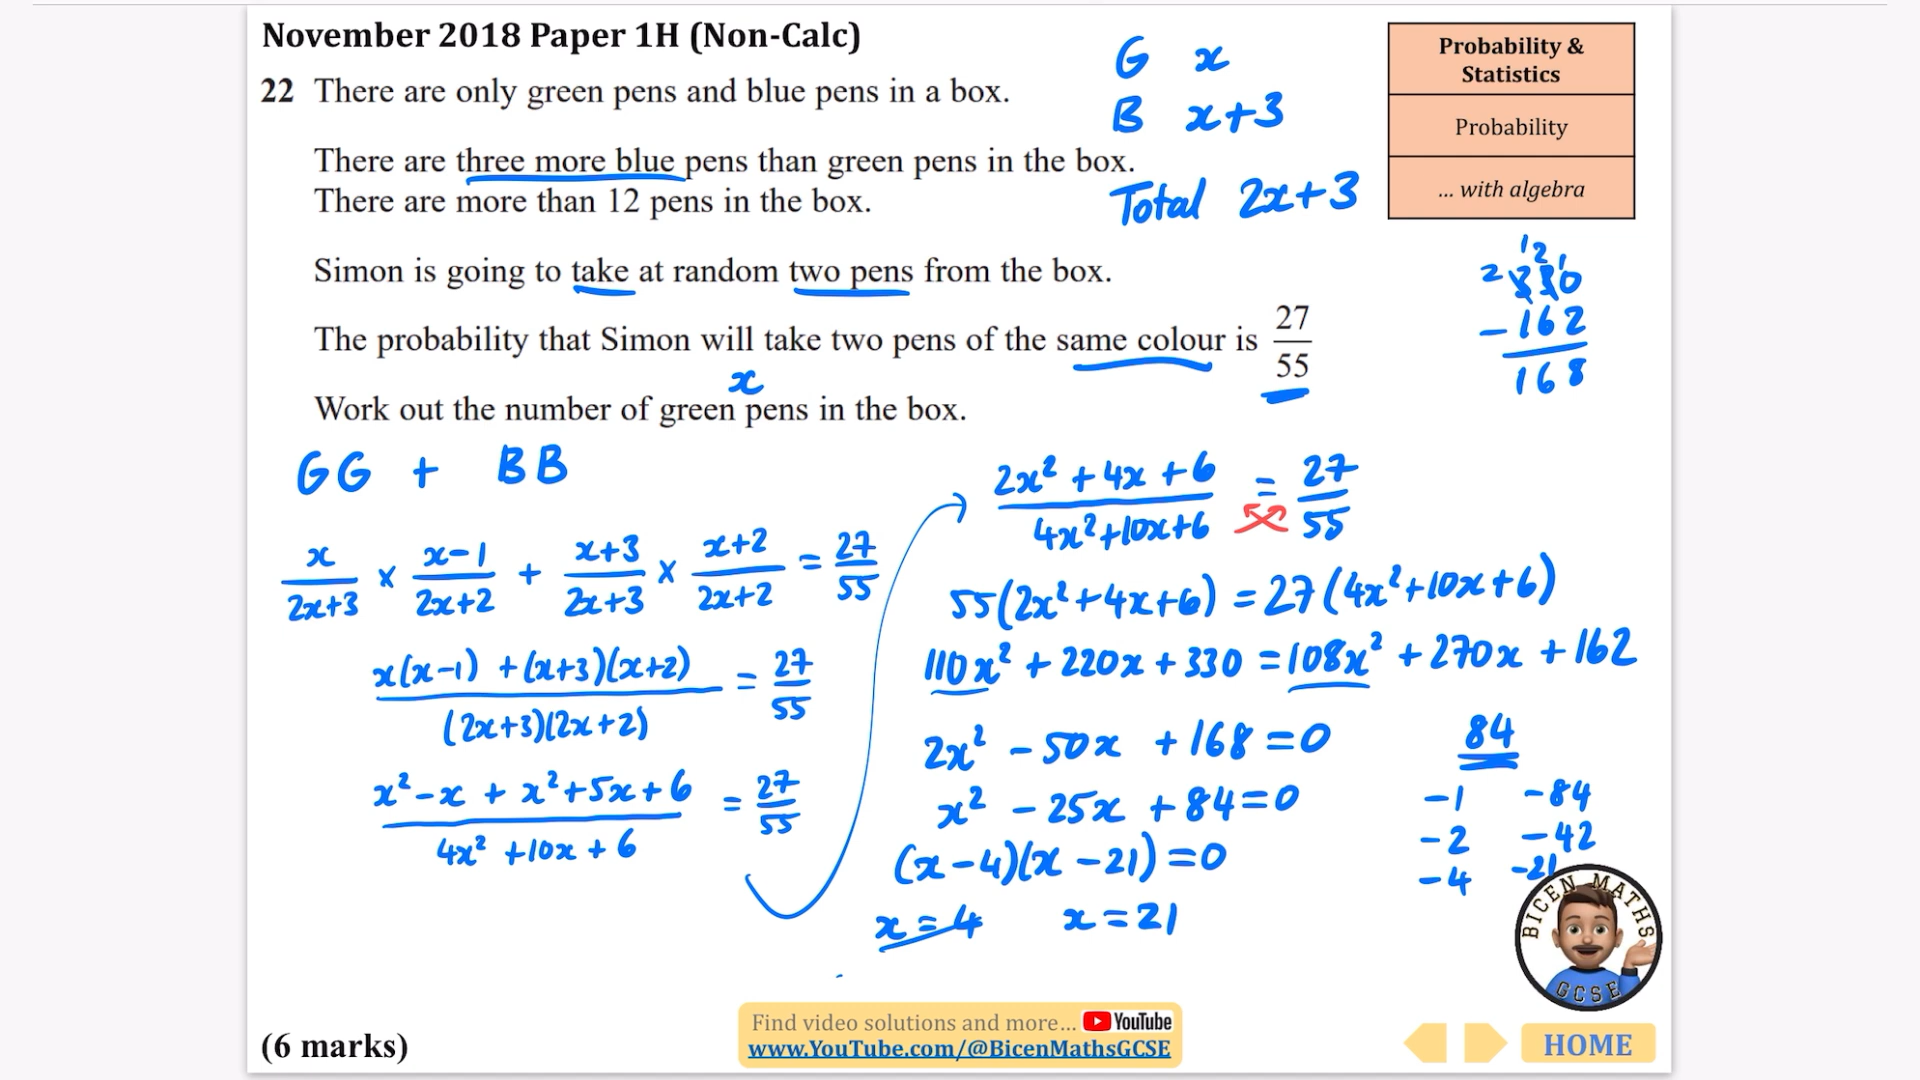 November 2018 Paper 1H (Non-Calc)
22 There are only green pens and blue pens in a box.
There are three more blue pens than green pens in the box.
There are more than 12 pens in the box.
Simon is going to take at random two pens from the box.
The probability that Simon will take two pens of the same colour is 27/55
x
Work out the number of green pens in the box.
G x
B x+3
Total 2x+3
Probability & Statistics
Probability
... with algebra
1 2 1
2 3 3 0
- 162
168
GG + BB
x/(2x+3) × (x-1)/(2x+2) + (x+3)/(2x+3) × (x+2)/(2x+2) = 27/55
(x(x-1) + (x+3)(x+2))/((2x+3)(2x+2)) = 27/55
(x² - x + x² + 5x + 6)/(4x² + 10x + 6) = 27/55
(2x² + 4x + 6)/(4x² + 10x + 6) = 27/55
55(2x² + 4x + 6) = 27(4x² + 10x + 6)
110x² + 220x + 330 = 108x² + 270x + 162
2x² - 50x + 168 = 0
x² - 25x + 84 = 0
(x - 4)(x - 21) = 0
x = 4 x = 21
84
-1 -84
-2 -42
-4 -21
BICEN MATHS
GCSE
(6 marks)
Find video solutions and more... YouTube
www.YouTube.com/@BicenMathsGCSE
HOME